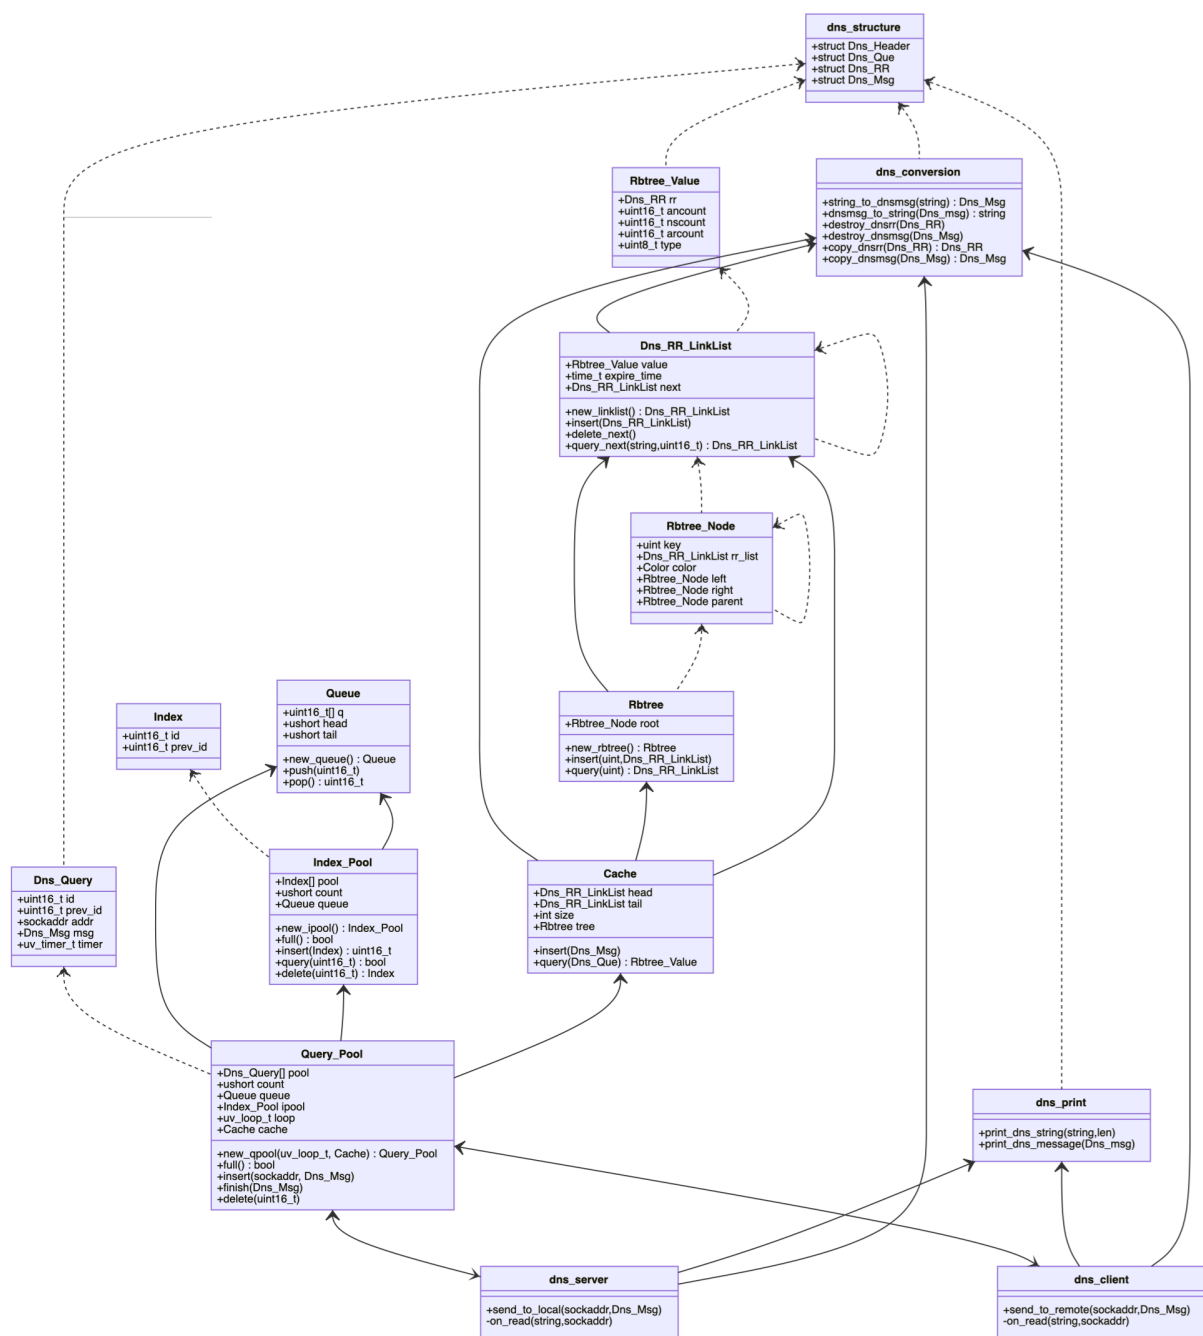 dns_structure
+struct Dns_Header
+struct Dns_Que
+struct Dns_RR
+struct Dns_Msg
Rbtree_Value
+Dns_RR rr
+uint16_t ancount
+uint16_t nscount
+uint16_t arcount
+uint8_t type
dns_conversion
+string_to_dnsmsg(string) : Dns_Msg
+dnsmsg_to_string(Dns_msg) : string
+destroy_dnsrr(Dns_RR)
+destroy_dnsmsg(Dns_Msg)
+copy_dnsrr(Dns_RR) : Dns_RR
+copy_dnsmsg(Dns_Msg) : Dns_Msg
Dns_RR_LinkList
+Rbtree_Value value
+time_t expire_time
+Dns_RR_LinkList next
+new_linklist() : Dns_RR_LinkList
+insert(Dns_RR_LinkList)
+delete_next()
+query_next(string,uint16_t) : Dns_RR_LinkList
Rbtree_Node
+uint key
+Dns_RR_LinkList rr_list
+Color color
+Rbtree_Node left
+Rbtree_Node right
+Rbtree_Node parent
Queue
+uint16_t[] q
+ushort head
+ushort tail
+new_queue() : Queue
+push(uint16_t)
+pop() : uint16_t
Index
+uint16_t id
+uint16_t prev_id
Rbtree
+Rbtree_Node root
+new_rbtree() : Rbtree
+insert(uint,Dns_RR_LinkList)
+query(uint) : Dns_RR_LinkList
Dns_Query
+uint16_t id
+uint16_t prev_id
+sockaddr addr
+Dns_Msg msg
+uv_timer_t timer
Index_Pool
+Index[] pool
+ushort count
+Queue queue
+new_ipool() : Index_Pool
+full() : bool
+insert(Index) : uint16_t
+query(uint16_t) : bool
+delete(uint16_t) : Index
Cache
+Dns_RR_LinkList head
+Dns_RR_LinkList tail
+int size
+Rbtree tree
+insert(Dns_Msg)
+query(Dns_Que) : Rbtree_Value
Query_Pool
+Dns_Query[] pool
+ushort count
+Queue queue
+Index_Pool ipool
+uv_loop_t loop
+Cache cache
+new_qpool(uv_loop_t, Cache) : Query_Pool
+full() : bool
+insert(sockaddr, Dns_Msg)
+finish(Dns_Msg)
+delete(uint16_t)
dns_print
+print_dns_string(string,len)
+print_dns_message(Dns_msg)
dns_server
+send_to_local(sockaddr,Dns_Msg)
-on_read(string,sockaddr)
dns_client
+send_to_remote(sockaddr,Dns_Msg)
-on_read(string,sockaddr)